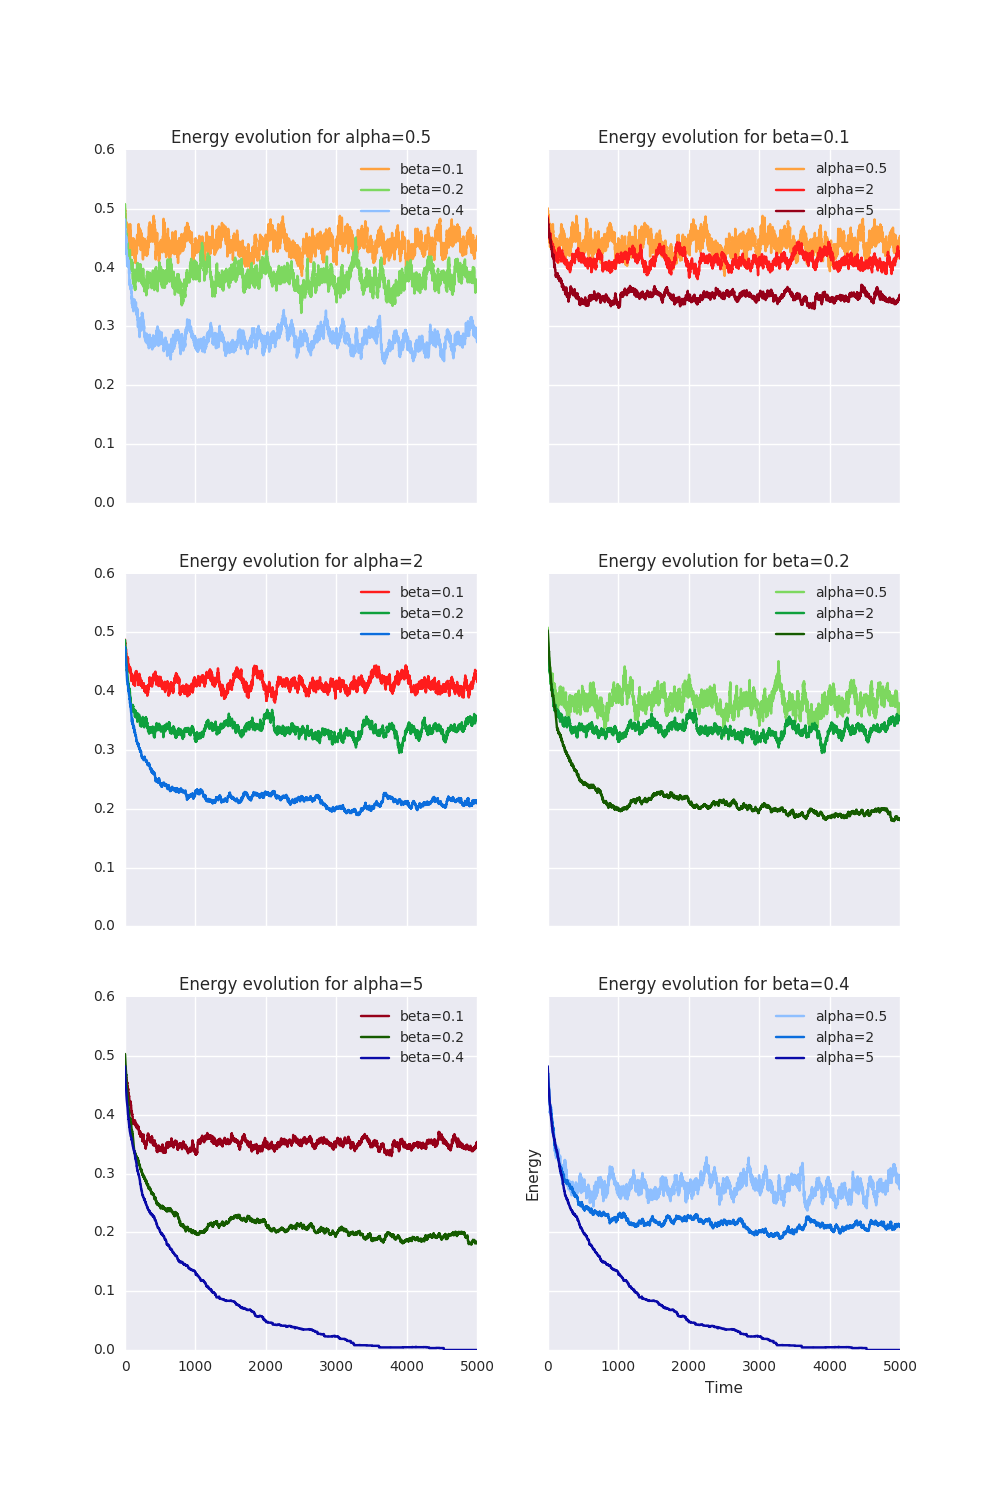 Energy evolution for alpha=0.5
0.6
0.5
0.4
0.3
0.2
0.1
0.0
beta=0.1
beta=0.2
beta=0.4
Energy evolution for beta=0.1
alpha=0.5
alpha=2
alpha=5
Energy evolution for alpha=2
0.6
0.5
0.4
0.3
0.2
0.1
0.0
beta=0.1
beta=0.2
beta=0.4
Energy evolution for beta=0.2
alpha=0.5
alpha=2
alpha=5
Energy evolution for alpha=5
0.6
0.5
0.4
0.3
0.2
0.1
0.0
beta=0.1
beta=0.2
beta=0.4
0 1000 2000 3000 4000 5000
Energy evolution for beta=0.4
alpha=0.5
alpha=2
alpha=5
Energy
0 1000 2000 3000 4000 5000
Time